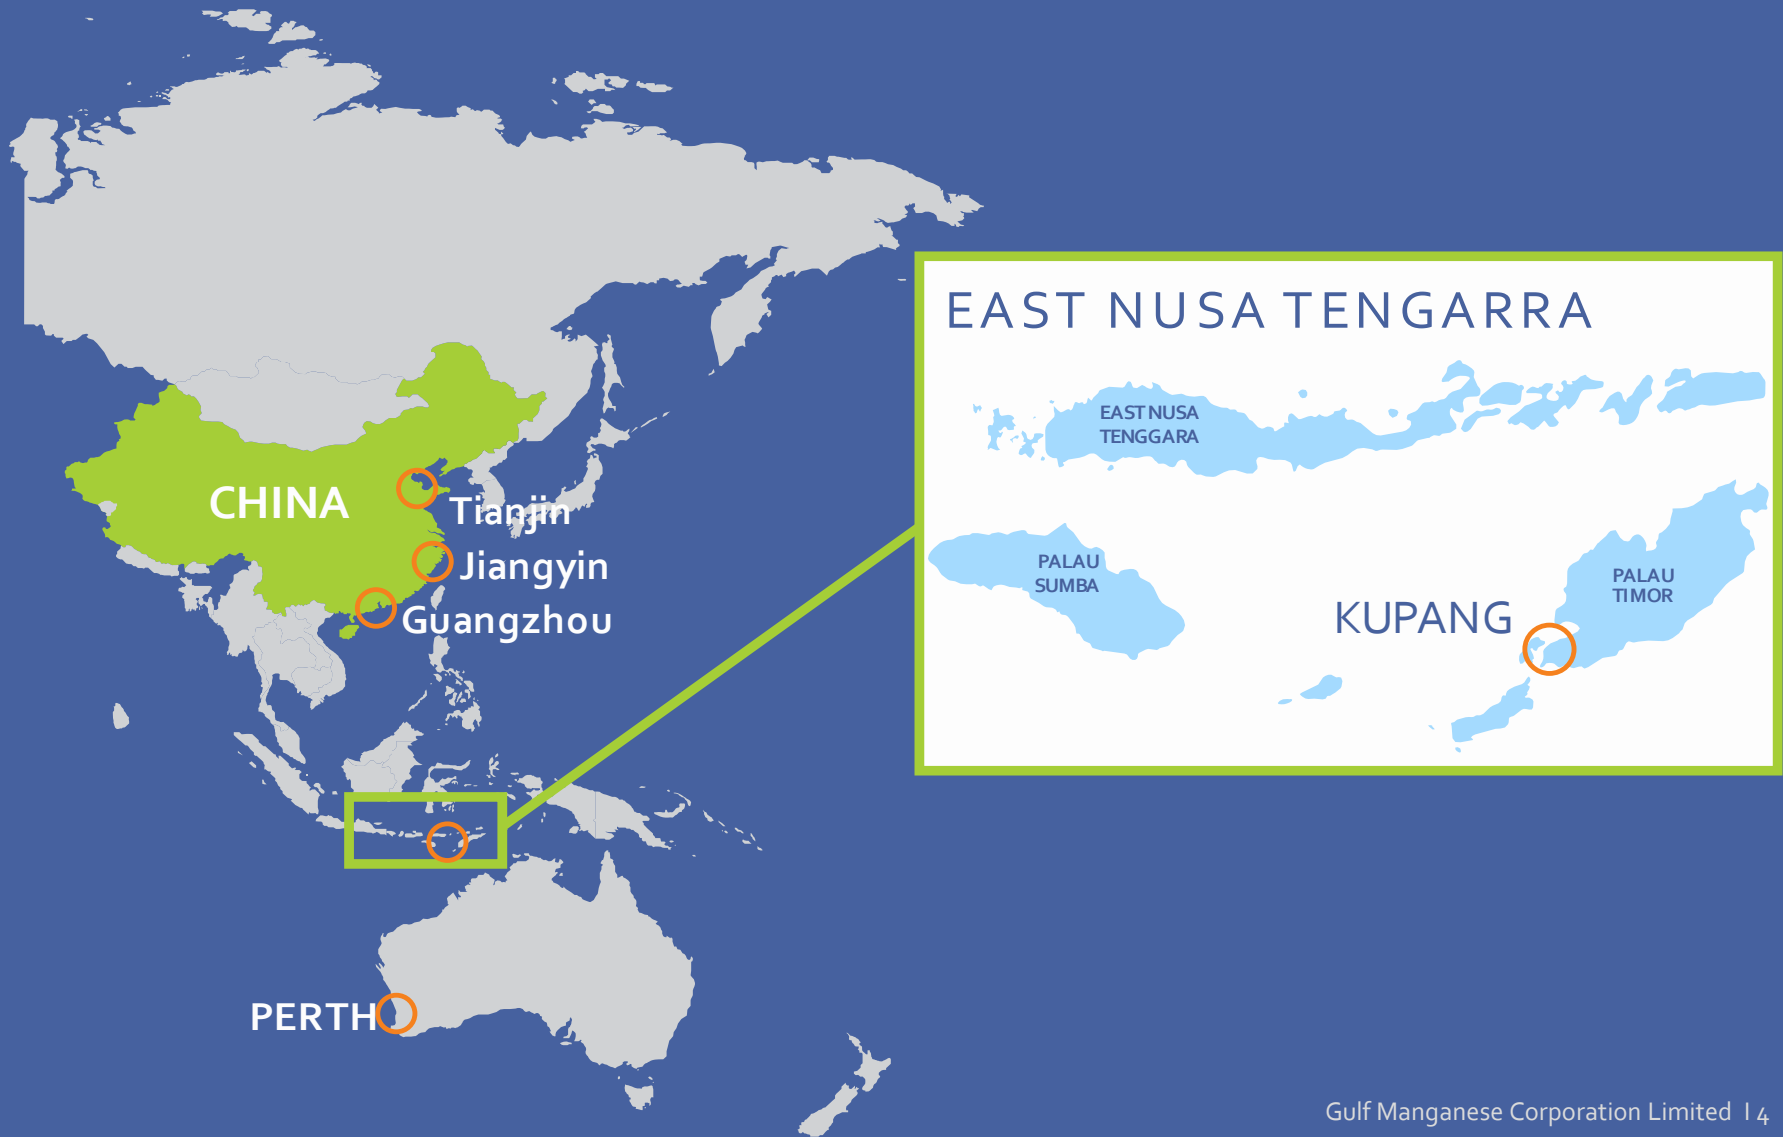 EAST NUSA TENGARRA
EAST NUSA
TENGGARA
CHINA
Tianjin
Jiangyin
PALAU
SUMBA
PALAU
TIMOR
Guangzhou
KUPANG
PERTH
Gulf Manganese Corporation Limited I 4